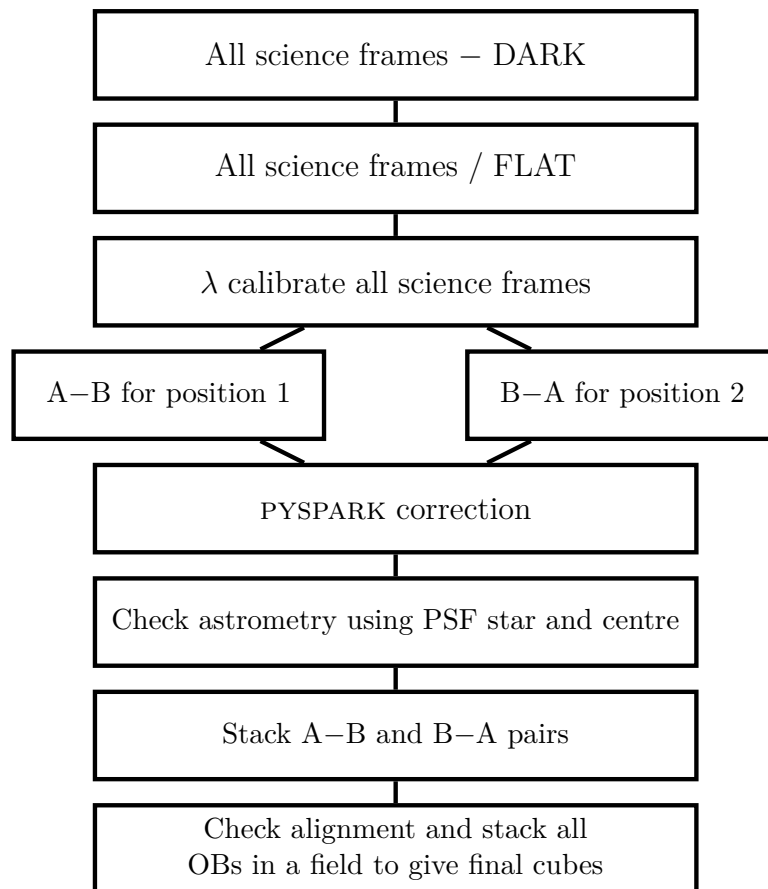 All science frames − DARK
All science frames / FLAT
λ calibrate all science frames
A−B for position 1
B−A for position 2
PYSPARK correction
Check astrometry using PSF star and centre
Stack A−B and B−A pairs
Check alignment and stack all
OBs in a field to give final cubes